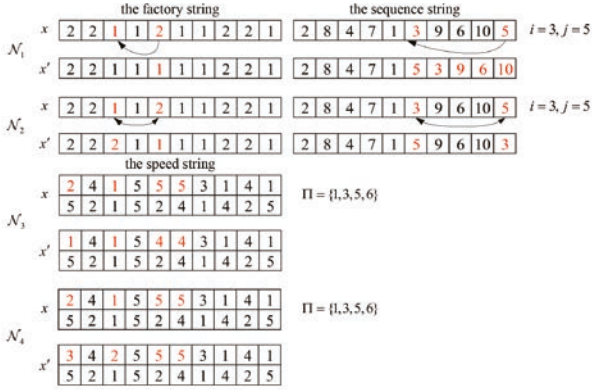 the factory string the sequence string
x 2 2 1 1 2 1 1 2 2 1 2 8 4 7 1 3 9 6 10 5 i = 3, j = 5
𝒩₁
x′ 2 2 1 1 1 1 1 2 2 1 2 8 4 7 1 5 3 9 6 10
x 2 2 1 1 2 1 1 2 2 1 2 8 4 7 1 3 9 6 10 5 i = 3, j = 5
𝒩₂
x′ 2 2 2 1 1 1 1 2 2 1 2 8 4 7 1 5 9 6 10 3
the speed string
x 2 4 1 5 5 5 3 1 4 1 Π = {1,3,5,6}
5 2 1 5 2 4 1 4 2 5
𝒩₃
x′ 1 4 1 5 4 4 3 1 4 1
5 2 1 5 2 4 1 4 2 5
x 2 4 1 5 5 5 3 1 4 1 Π = {1,3,5,6}
5 2 1 5 2 4 1 4 2 5
𝒩₄
x′ 3 4 2 5 5 5 3 1 4 1
5 2 1 5 2 4 1 4 2 5